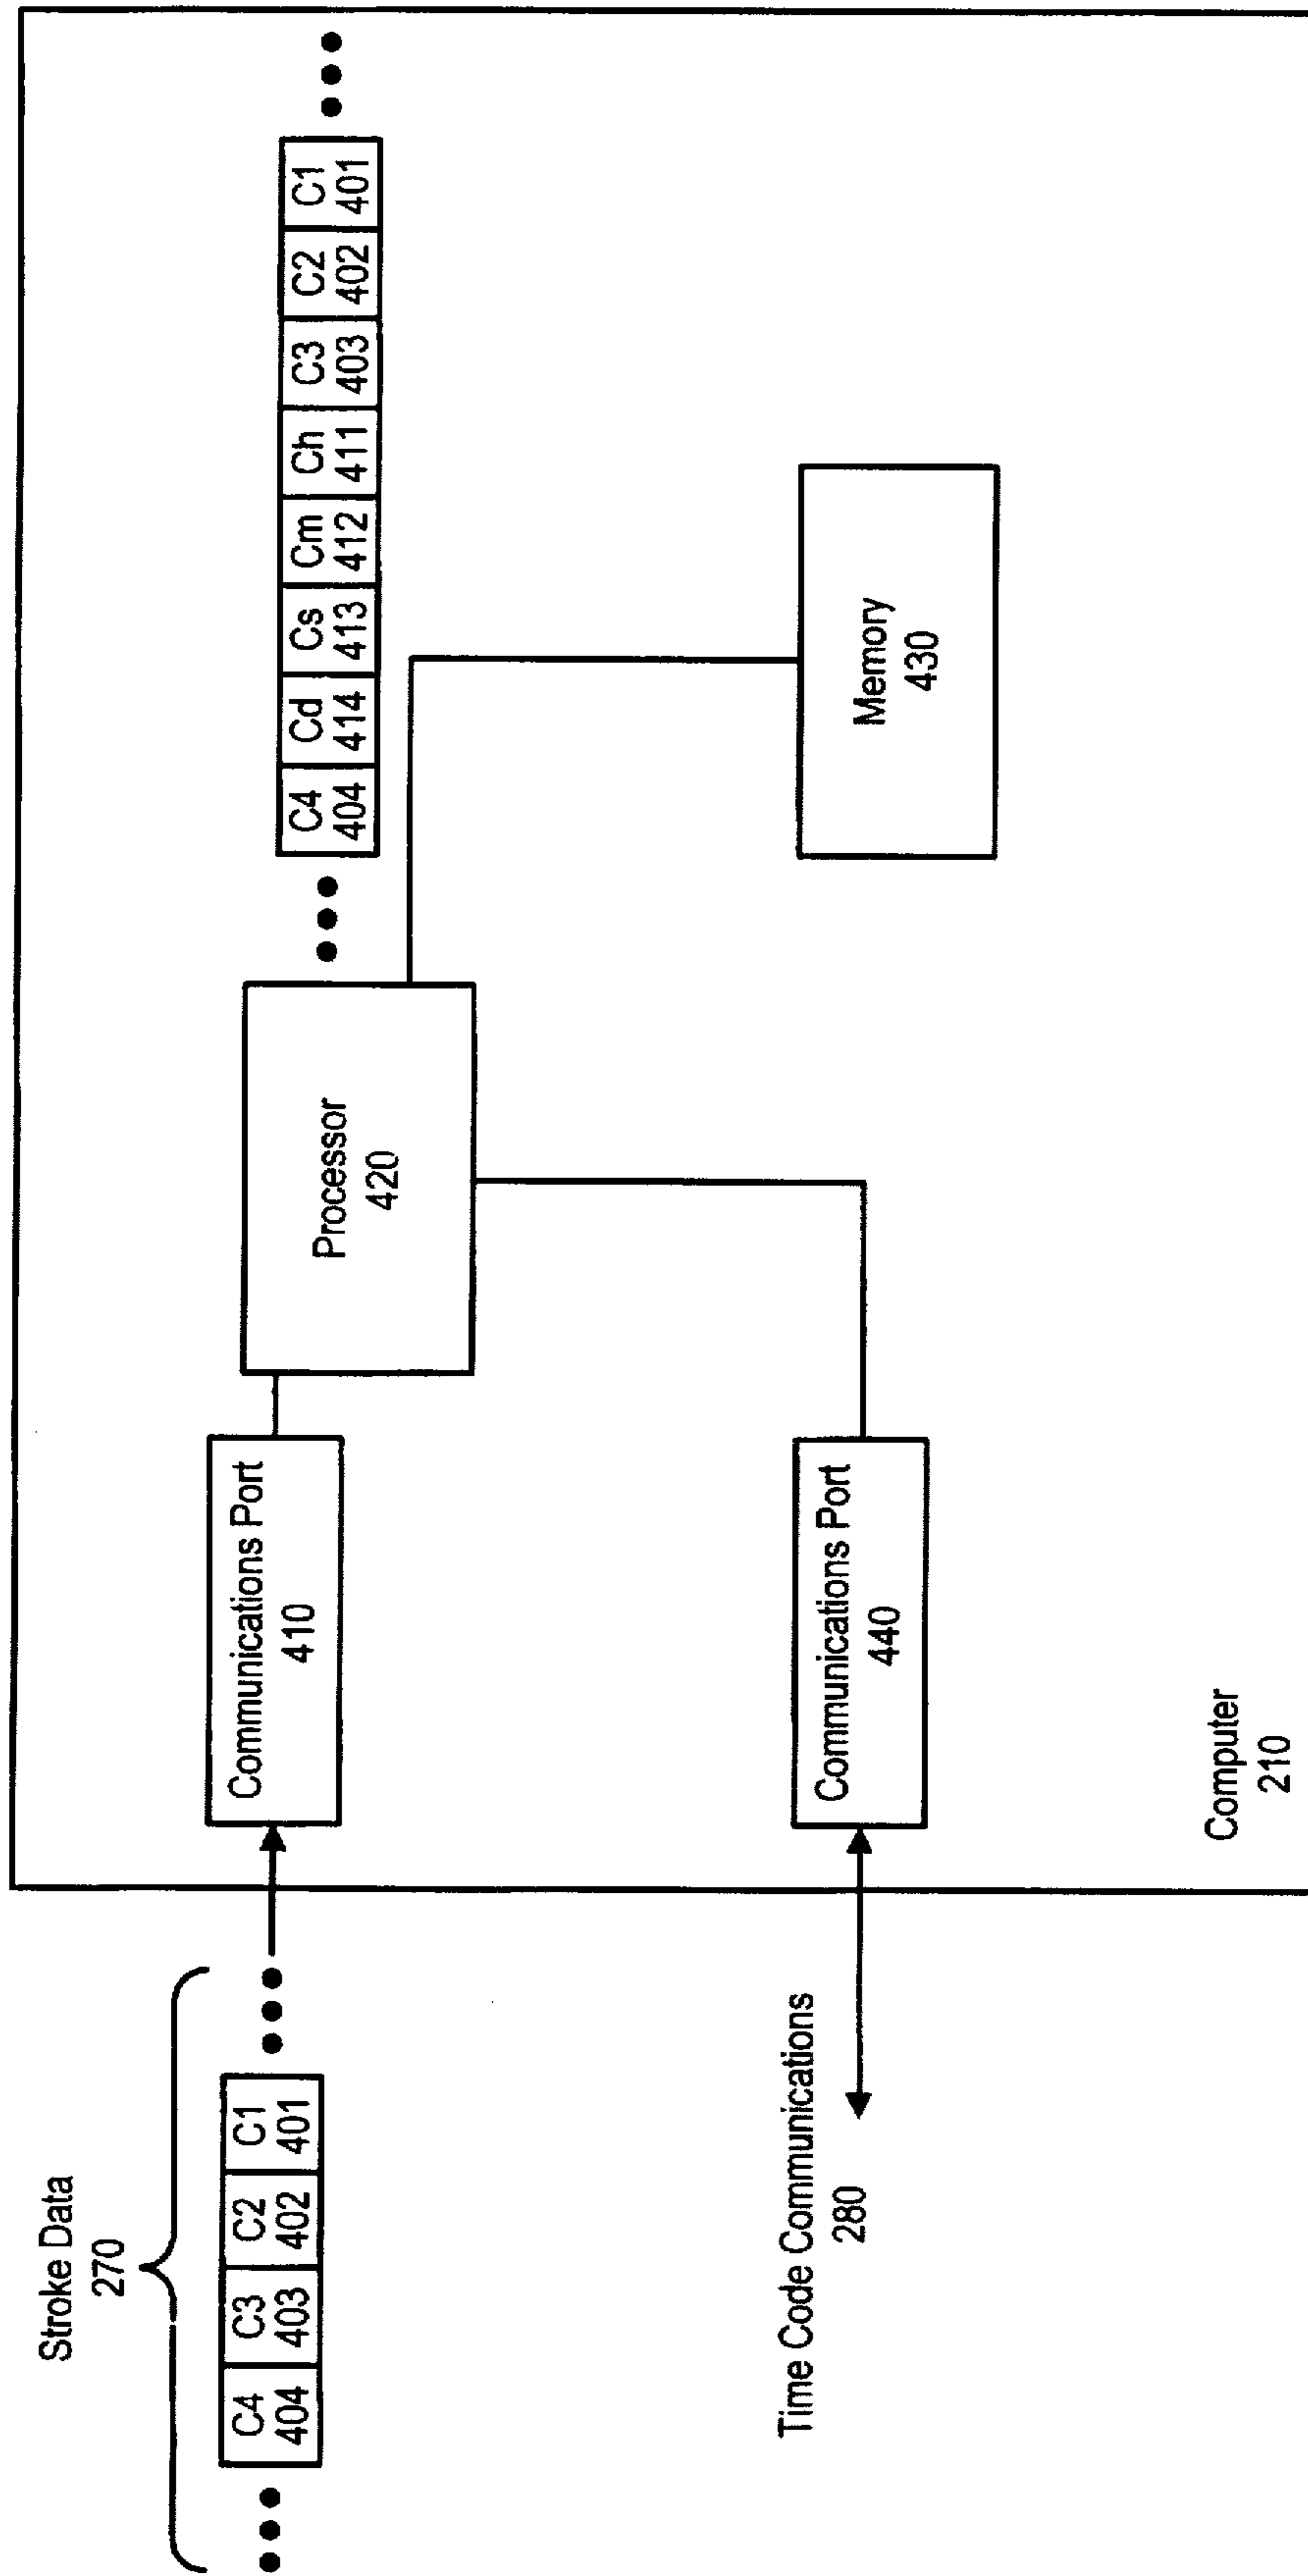 Stroke Data
270
C4 C3 C2 C1
404 403 402 401
Time Code Communications
280
Communications Port
410
Communications Port
440
Processor
420
C4 Cd Cs Cm Ch C3 C2 C1
404 414 413 412 411 403 402 401
Memory
430
Computer
210